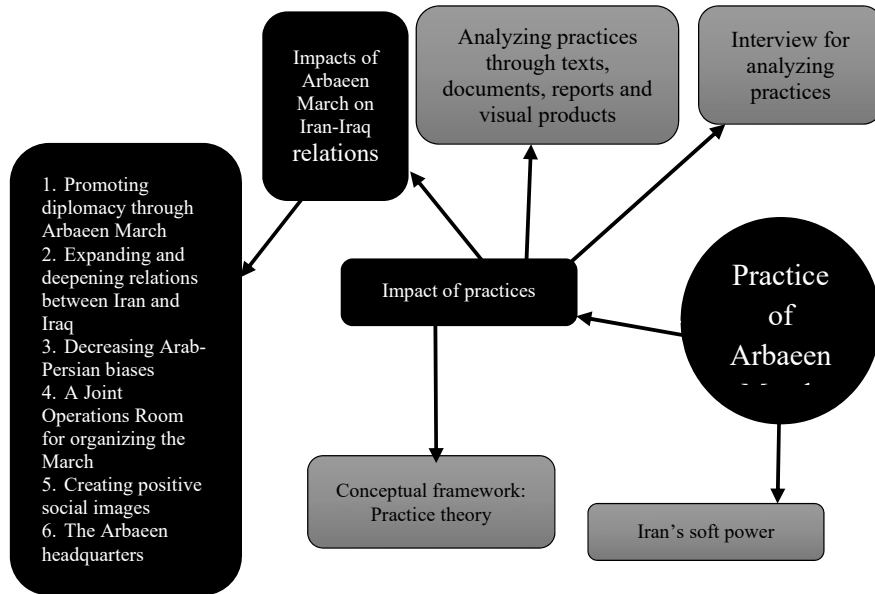 Impacts of
Arbaeen
March on
Iran-Iraq
relations
Analyzing practices
through texts,
documents, reports and
visual products
Interview for
analyzing
practices
1. Promoting
diplomacy through
Arbaeen March
2. Expanding and
deepening relations
between Iran and
Iraq
3. Decreasing Arab-
Persian biases
4. A Joint
Operations Room
for organizing the
March
5. Creating positive
social images
6. The Arbaeen
headquarters
Impact of practices
Practice
of
Arbaeen
Conceptual framework:
Practice theory
Iran’s soft power